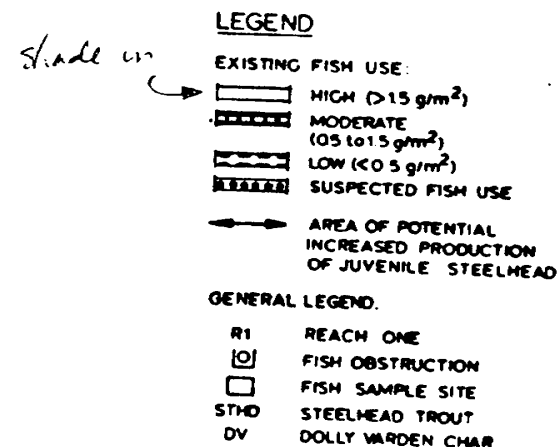 LEGEND
Shade in
EXISTING FISH USE:
HIGH (>1.5 g/m²)
MODERATE
(0.5 to 1.5 g/m²)
LOW (<0.5 g/m²)
SUSPECTED FISH USE
AREA OF POTENTIAL
INCREASED PRODUCTION
OF JUVENILE STEELHEAD
GENERAL LEGEND.
R1 REACH ONE
FISH OBSTRUCTION
FISH SAMPLE SITE
STHD STEELHEAD TROUT
DV DOLLY VARDEN CHAR